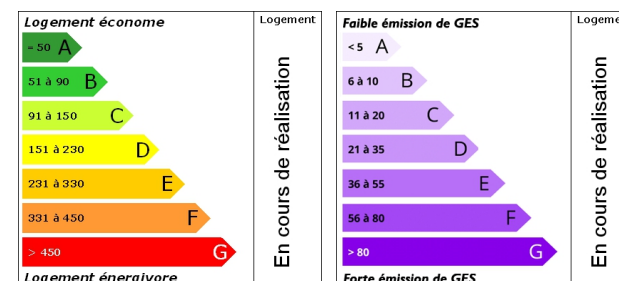 Logement économe
Logement
= 50 A
51 à 90 B
91 à 150 C
151 à 230 D
231 à 330 E
331 à 450 F
> 450 G
Logement énergivore
En cours de réalisation
Faible émission de GES
Logeme
< 5 A
6 à 10 B
11 à 20 C
21 à 35 D
36 à 55 E
56 à 80 F
> 80 G
Forte émission de GES
En cours de réalisation